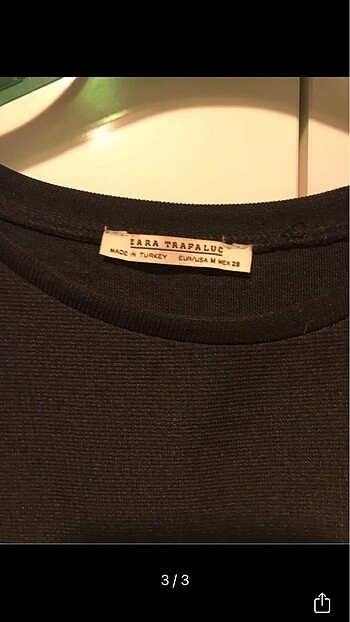 ZARA TRAFALUC
MADE IN TURKEY EUR/USA M MEX 28
3/3